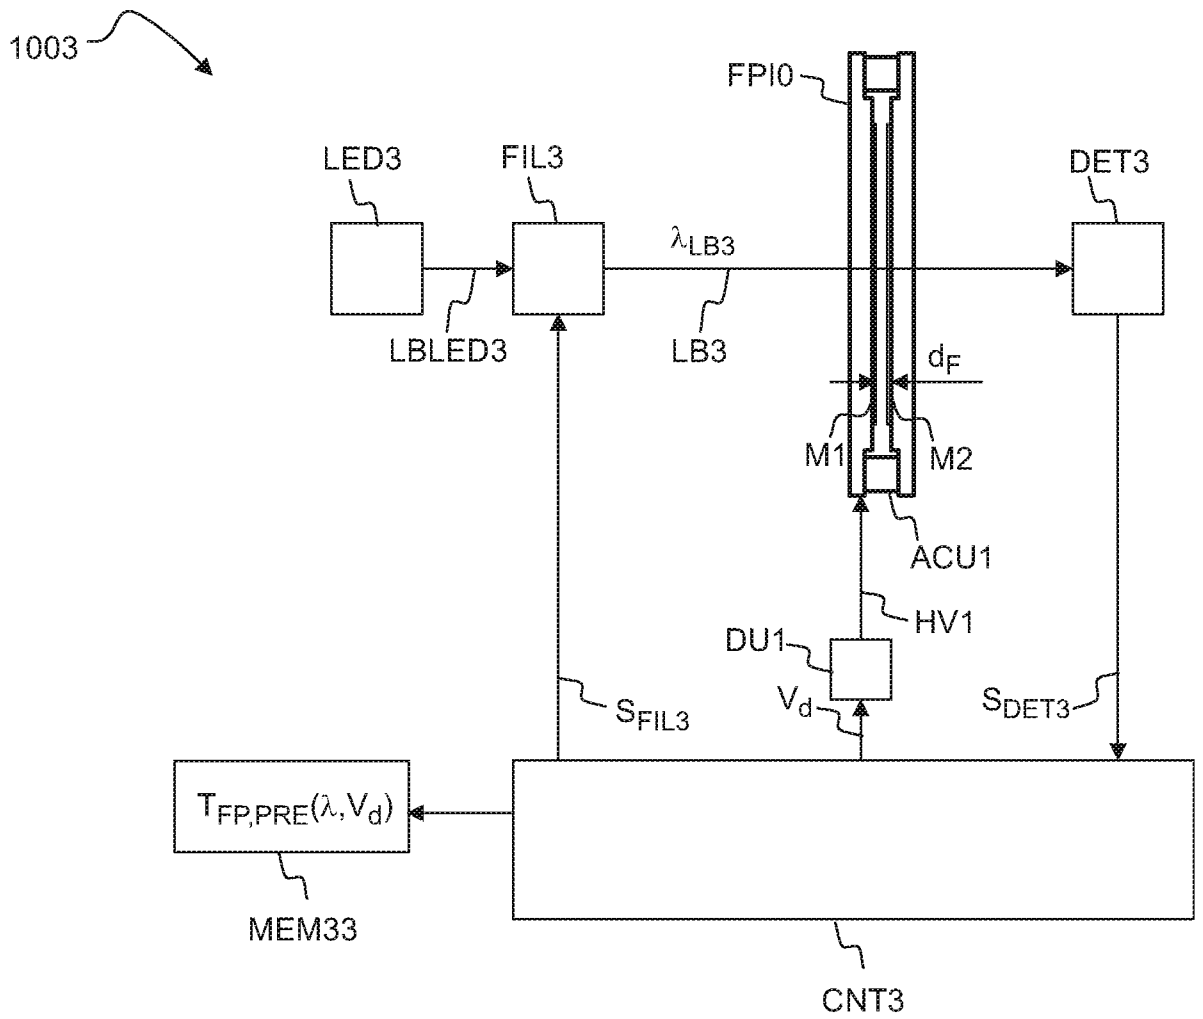 1003
FPI0
LED3
FIL3
DET3
λLB3
LBLED3
LB3
dF
M1
M2
ACU1
HV1
DU1
Vd
SFIL3
SDET3
TFP,PRE(λ,Vd)
MEM33
CNT3